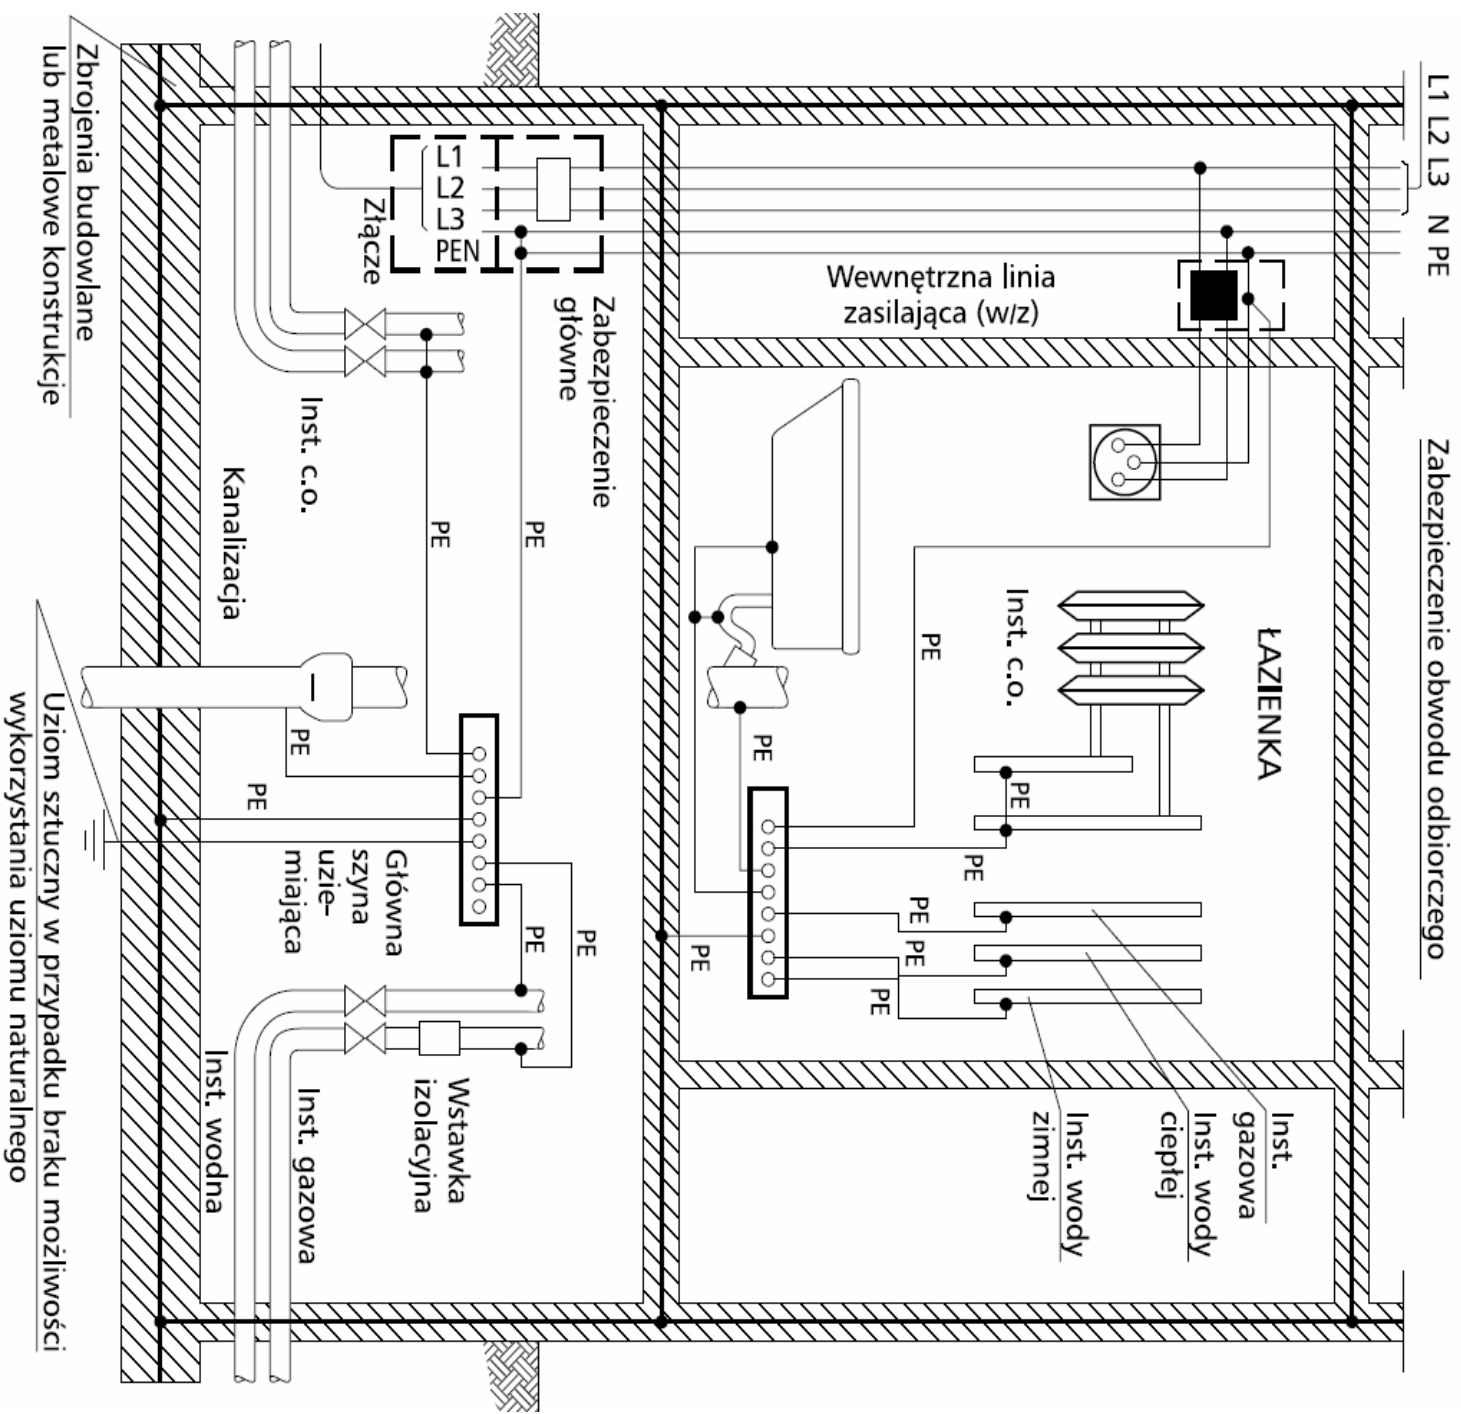 L1 L2 L3 N PE
Zabezpieczenie obwodu odbiorczego
Zbrojenia budowlane
lub metalowe konstrukcje
L1
L2
L3
PEN
Złącze
Zabezpieczenie
główne
Wewnętrzna linia
zasilająca (w/z)
Inst. c.o.
Kanalizacja
PE
PE
PE
PE
Główna
szyna
uzie-
miająca
PE
PE
Wstawka
izolacyjna
Inst. gazowa
Inst. wodna
Uziom sztuczny w przypadku braku możliwości
wykorzystania uziomu naturalnego
ŁAZIENKA
Inst. c.o.
PE
PE
PE
PE
PE
PE
PE
PE
Inst.
gazowa
Inst. wody
ciepłej
Inst. wody
zimnej